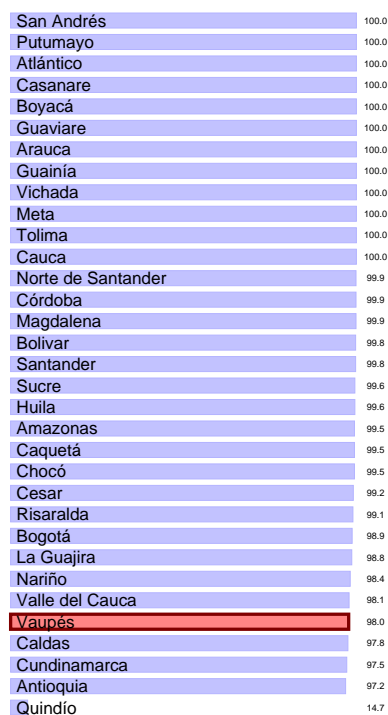 San Andrés 100.0
Putumayo 100.0
Atlántico 100.0
Casanare 100.0
Boyacá 100.0
Guaviare 100.0
Arauca 100.0
Guainía 100.0
Vichada 100.0
Meta 100.0
Tolima 100.0
Cauca 100.0
Norte de Santander 99.9
Córdoba 99.9
Magdalena 99.9
Bolivar 99.8
Santander 99.8
Sucre 99.6
Huila 99.6
Amazonas 99.5
Caquetá 99.5
Chocó 99.5
Cesar 99.2
Risaralda 99.1
Bogotá 98.9
La Guajira 98.8
Nariño 98.4
Valle del Cauca 98.1
Vaupés 98.0
Caldas 97.8
Cundinamarca 97.5
Antioquia 97.2
Quindío 14.7